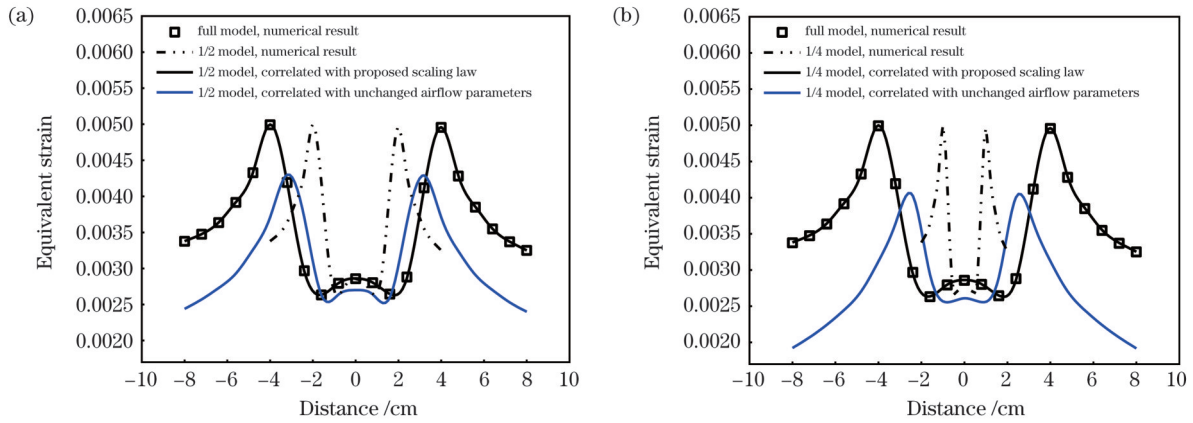 (a)
full model, numerical result
1/2 model, numerical result
1/2 model, correlated with proposed scaling law
1/2 model, correlated with unchanged airflow parameters
0.0065
0.0060
0.0055
0.0050
0.0045
0.0040
0.0035
0.0030
0.0025
0.0020
Equivalent strain
−10 −8 −6 −4 −2 0 2 4 6 8 10
Distance /cm
(b)
full model, numerical result
1/4 model, numerical result
1/4 model, correlated with proposed scaling law
1/4 model, correlated with unchanged airflow parameters
0.0065
0.0060
0.0055
0.0050
0.0045
0.0040
0.0035
0.0030
0.0025
0.0020
Equivalent strain
−10 −8 −6 −4 −2 0 2 4 6 8 10
Distance /cm